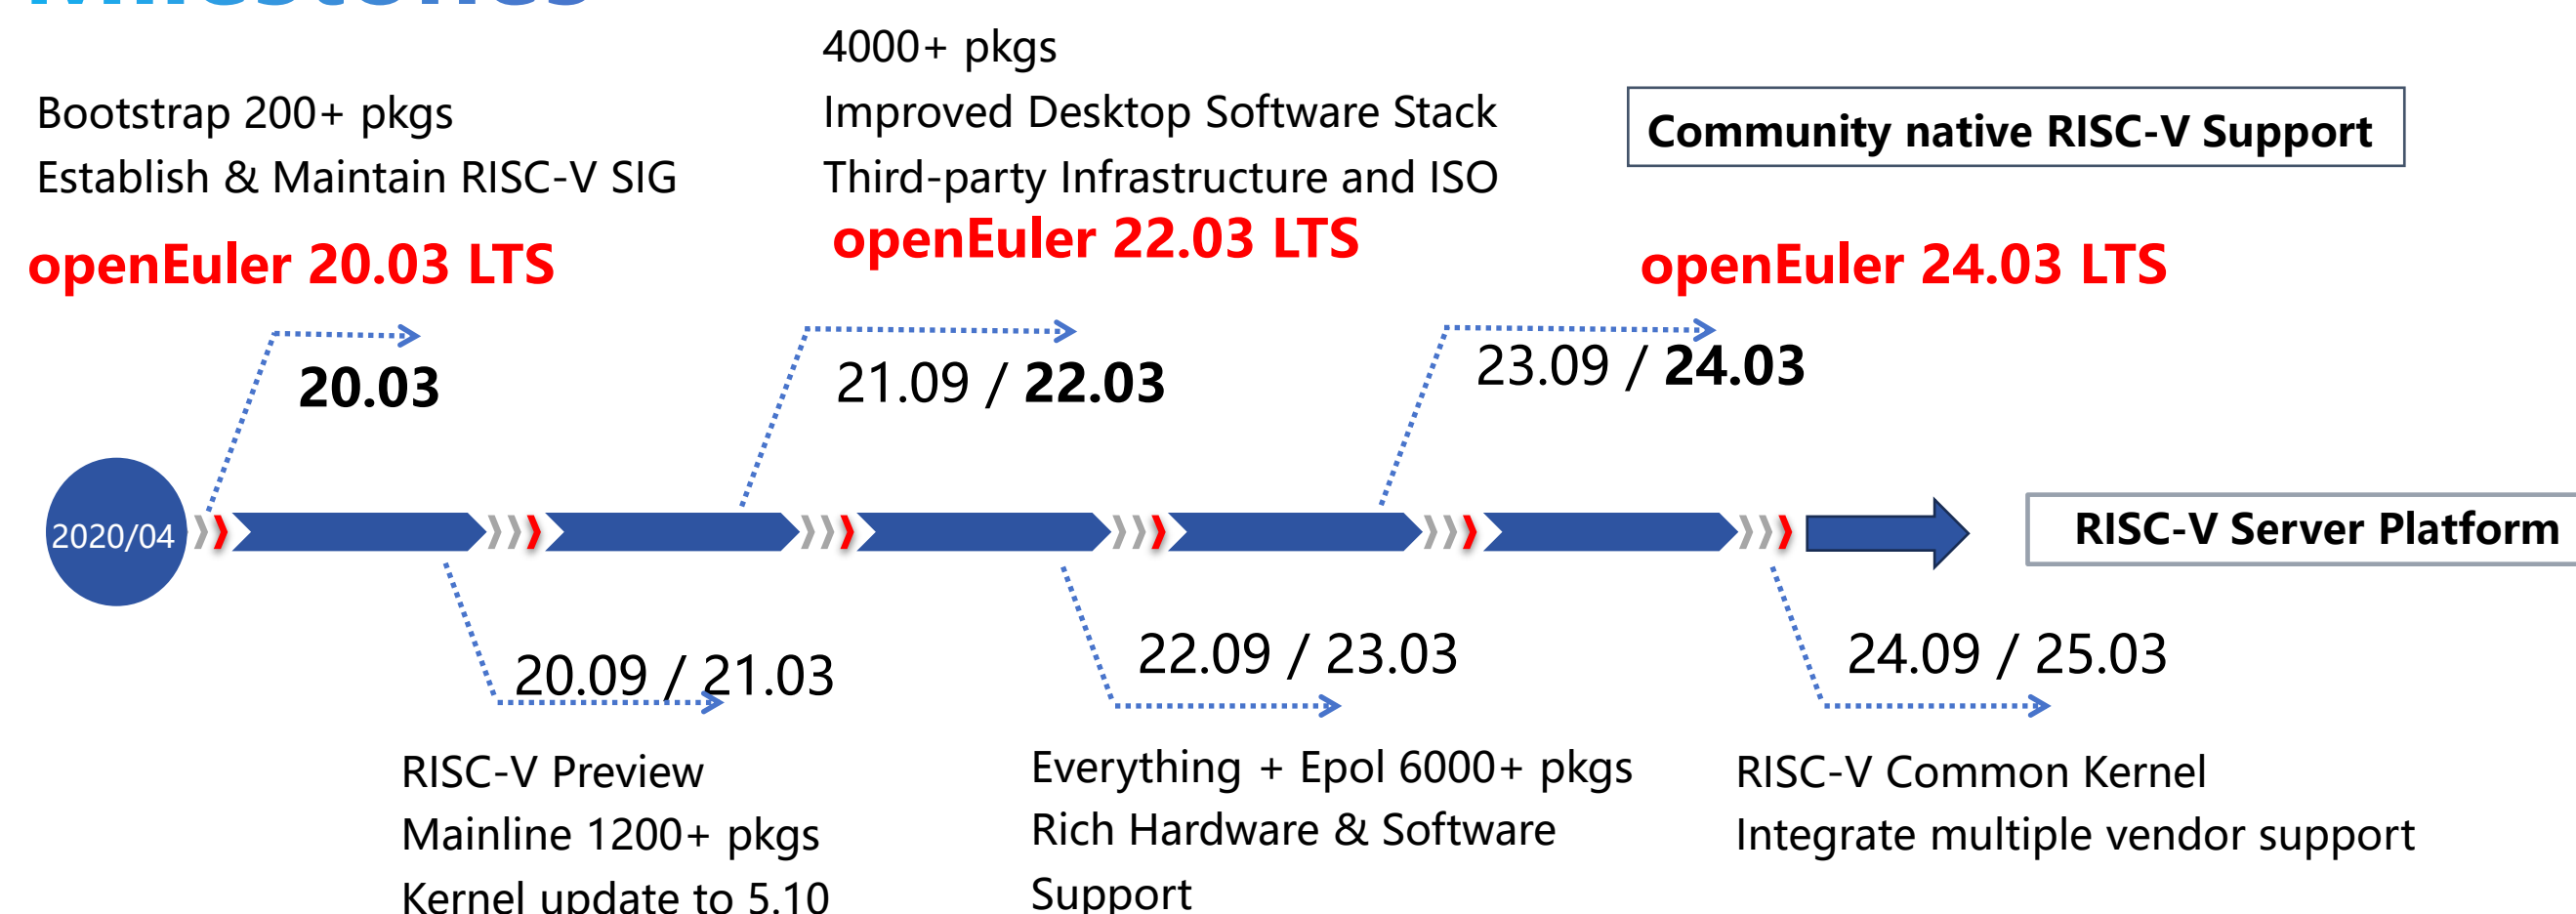 Milestones
4000+ pkgs
Bootstrap 200+ pkgs
Improved Desktop Software Stack
Establish & Maintain RISC-V SIG
Third-party Infrastructure and ISO
Community native RISC-V Support
openEuler 20.03 LTS
openEuler 22.03 LTS
openEuler 24.03 LTS
20.03
21.09 / 22.03
23.09 / 24.03
2020/04
RISC-V Server Platform
20.09 / 21.03
22.09 / 23.03
24.09 / 25.03
RISC-V Preview
Mainline 1200+ pkgs
Kernel update to 5.10
Everything + Epol 6000+ pkgs
Rich Hardware & Software
Support
RISC-V Common Kernel
Integrate multiple vendor support